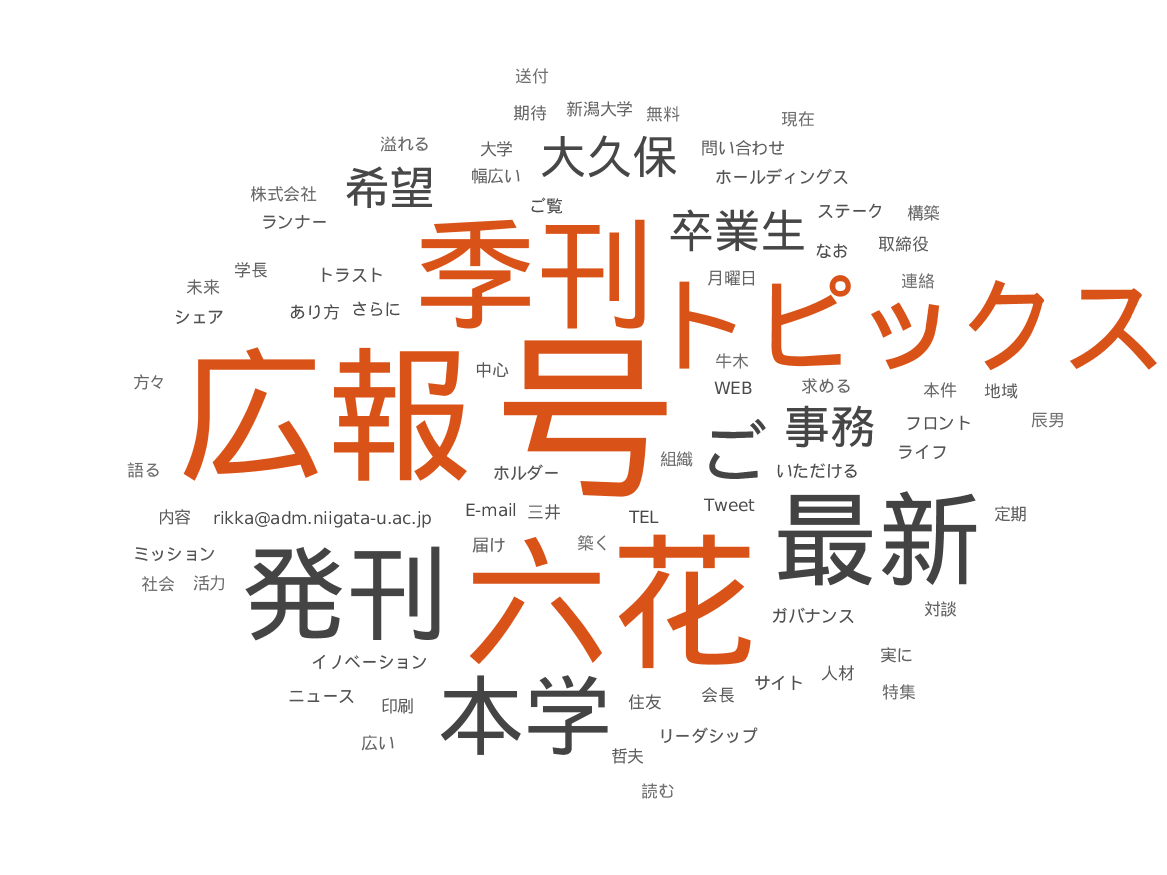 送付
期待 新潟大学 無料 現在
溢れる 大学 大久保 問い合わせ
希望 幅広い ホールディングス
株式会社 ご覧 ステーク 構築
ランナー 季刊 卒業生 なお 取締役
未来 学長 トラスト 月曜日 連絡
シェア あり方 さらに トピックス
広報 中心 号 牛木
方々 WEB 求める 本件 地域
ご 事務 フロント 辰男
語る ホルダー 組織 いただける ライフ
内容 rikka@adm.niigata-u.ac.jp E-mail 三井 TEL Tweet 最新 定期
ミッション 発刊 届け 六花 築く
社会 活力 ガバナンス 対談
イノベーション 実に
ニュース 印刷 本学 住友 会長 サイト 人材 特集
広い 哲夫 リーダシップ
読む